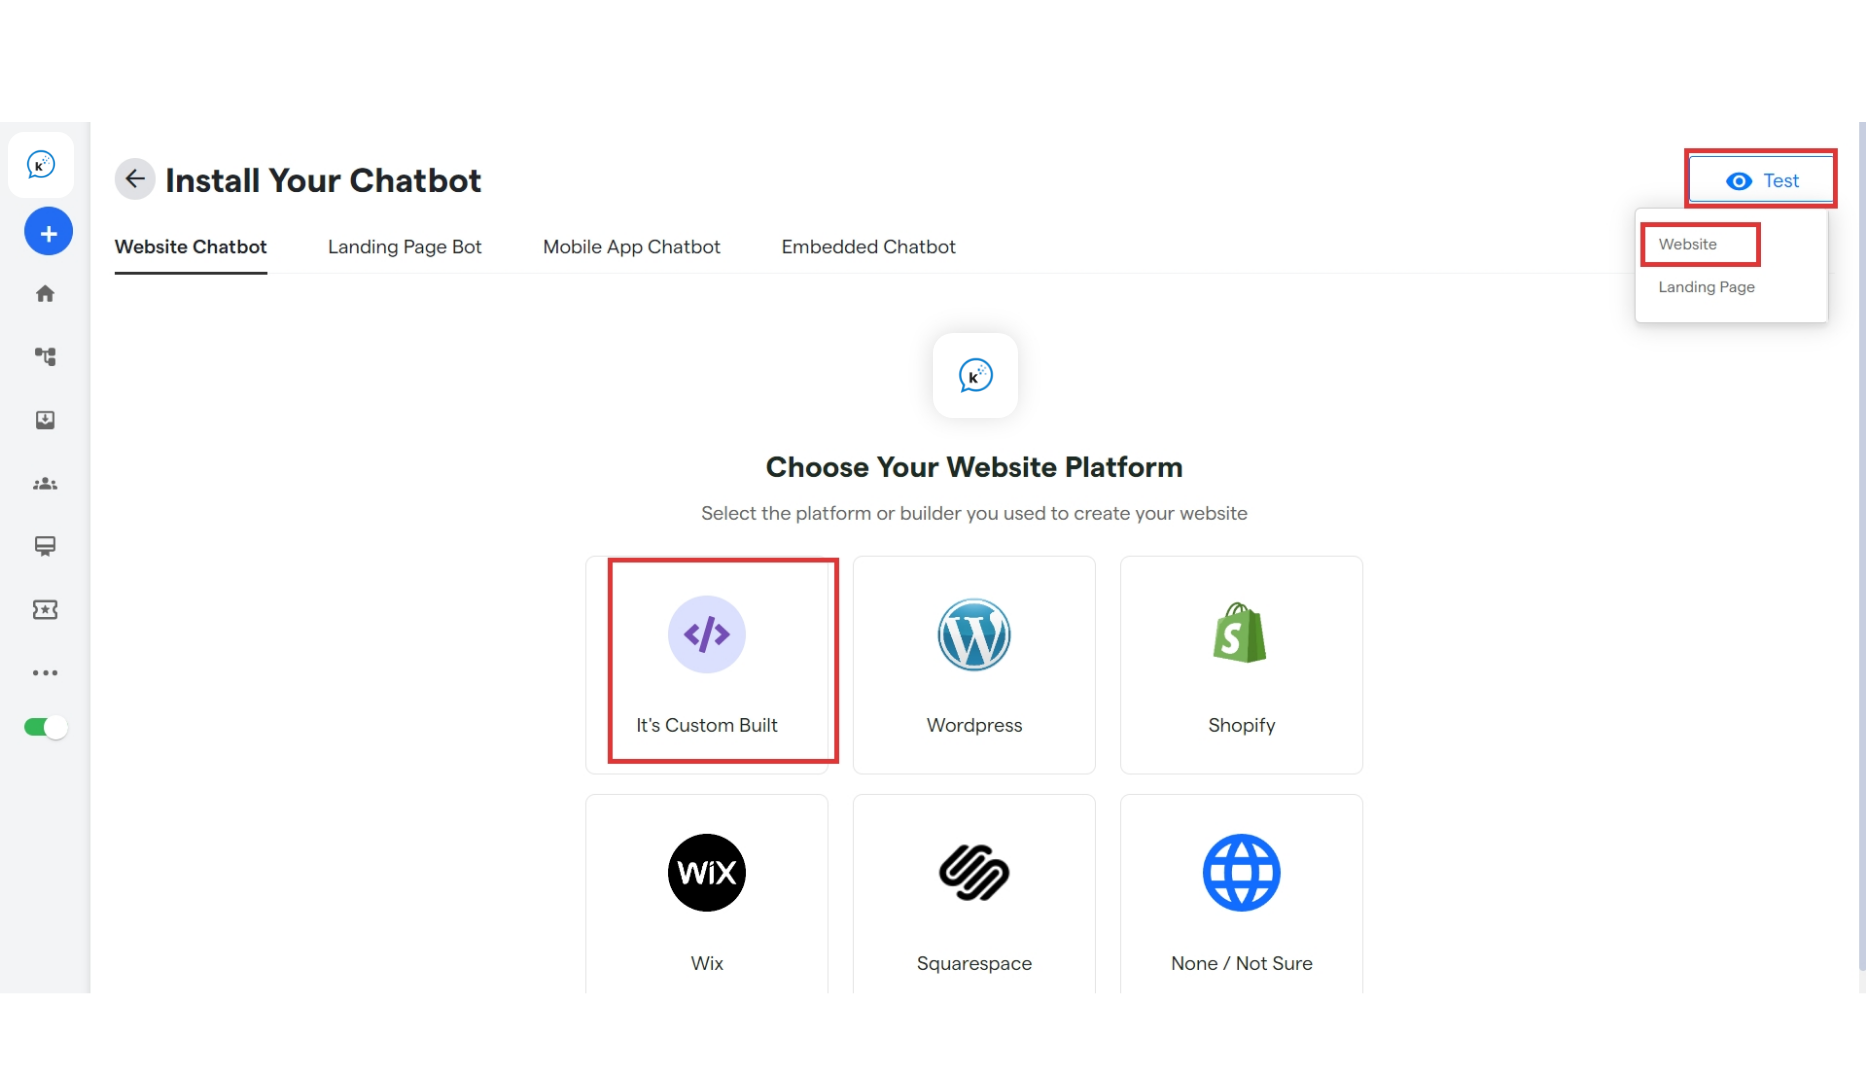 k
Install Your Chatbot
Test
Website Chatbot
Landing Page Bot
Mobile App Chatbot
Embedded Chatbot
Website
Landing Page
k
Choose Your Website Platform
Select the platform or builder you used to create your website
</>
W
S
It's Custom Built
Wordpress
Shopify
WiX
Wix
Squarespace
None / Not Sure